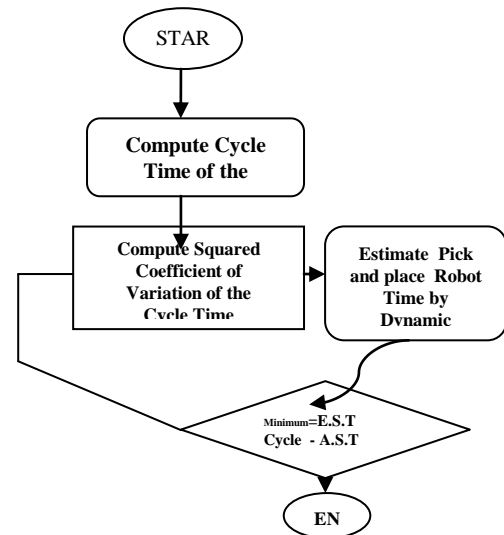 STAR
Compute Cycle
Time of the
Compute Squared
Coefficient of
Variation of the
Cycle Time
Estimate Pick
and place Robot
Time by
Dynamic
Minimum=E.S.T
Cycle - A.S.T
EN